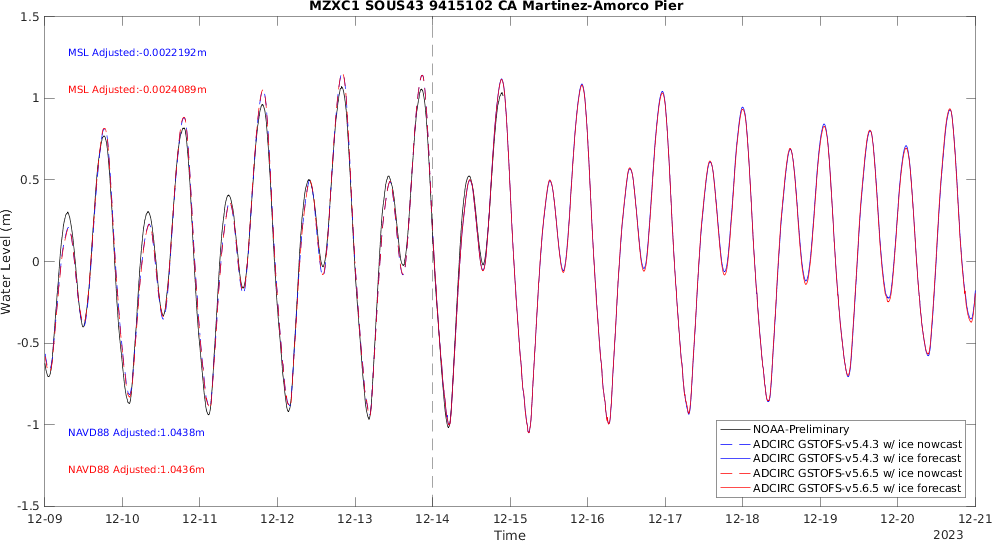 MZXC1 SOUS43 9415102 CA Martinez-Amorco Pier
1.5
MSL Adjusted:-0.0022192m
MSL Adjusted:-0.0024089m
1
0.5
Water Level (m)
0
-0.5
-1
NAVD88 Adjusted:1.0438m
NAVD88 Adjusted:1.0436m
-1.5
NOAA-Preliminary
ADCIRC GSTOFS-v5.4.3 w/ ice nowcast
ADCIRC GSTOFS-v5.4.3 w/ ice forecast
ADCIRC GSTOFS-v5.6.5 w/ ice nowcast
ADCIRC GSTOFS-v5.6.5 w/ ice forecast
12-09 12-10 12-11 12-12 12-13 12-14 12-15 12-16 12-17 12-18 12-19 12-20 12-21
Time
2023